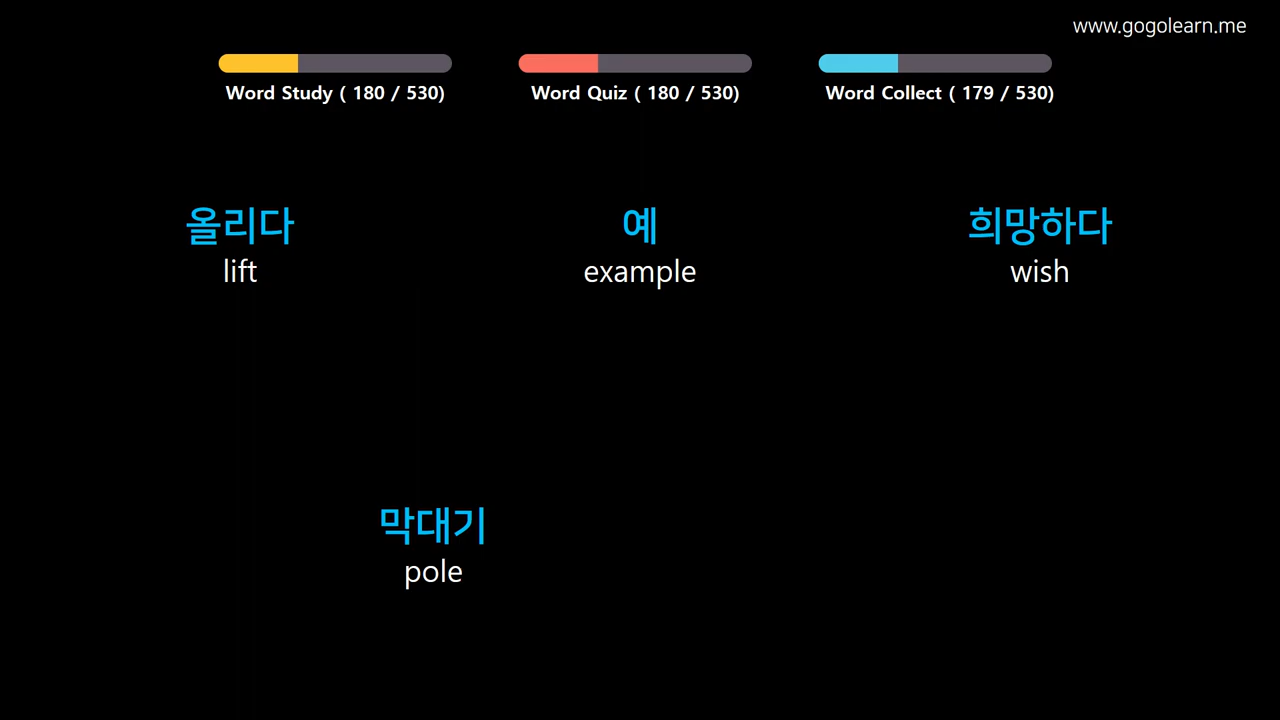 www.gogolearn.me
Word Study ( 180 / 530)
Word Quiz ( 180 / 530)
Word Collect ( 179 / 530)
올리다
lift
예
example
희망하다
wish
막대기
pole